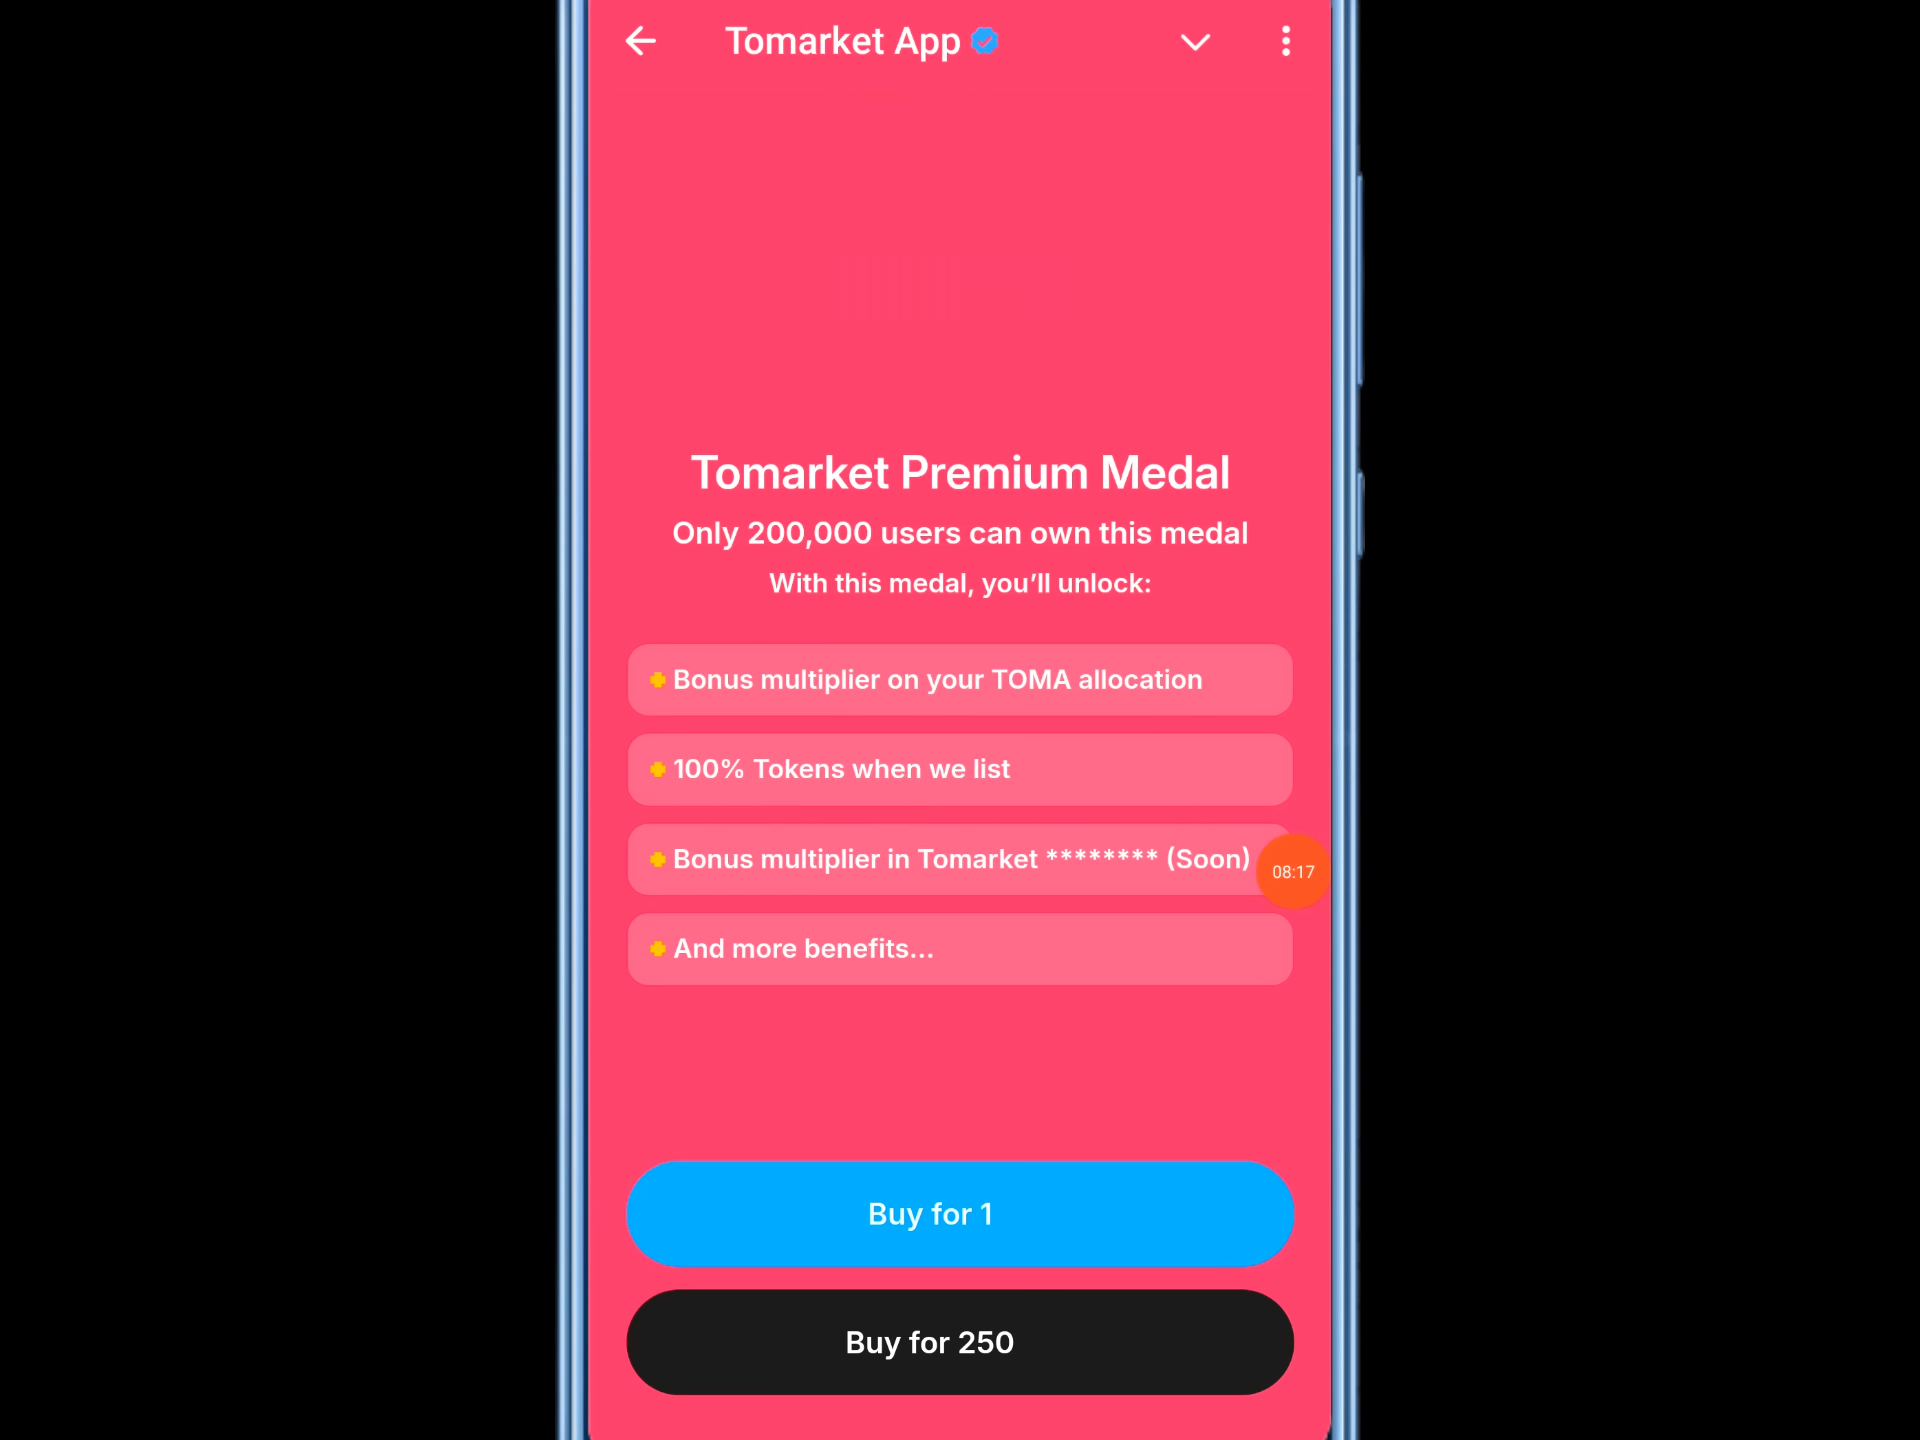 Tomarket App
Tomarket Premium Medal
Only 200,000 users can own this medal
With this medal, you’ll unlock:
Bonus multiplier on your TOMA allocation
100% Tokens when we list
Bonus multiplier in Tomarket ******** (Soon)
08:17
And more benefits...
Buy for 1
Buy for 250